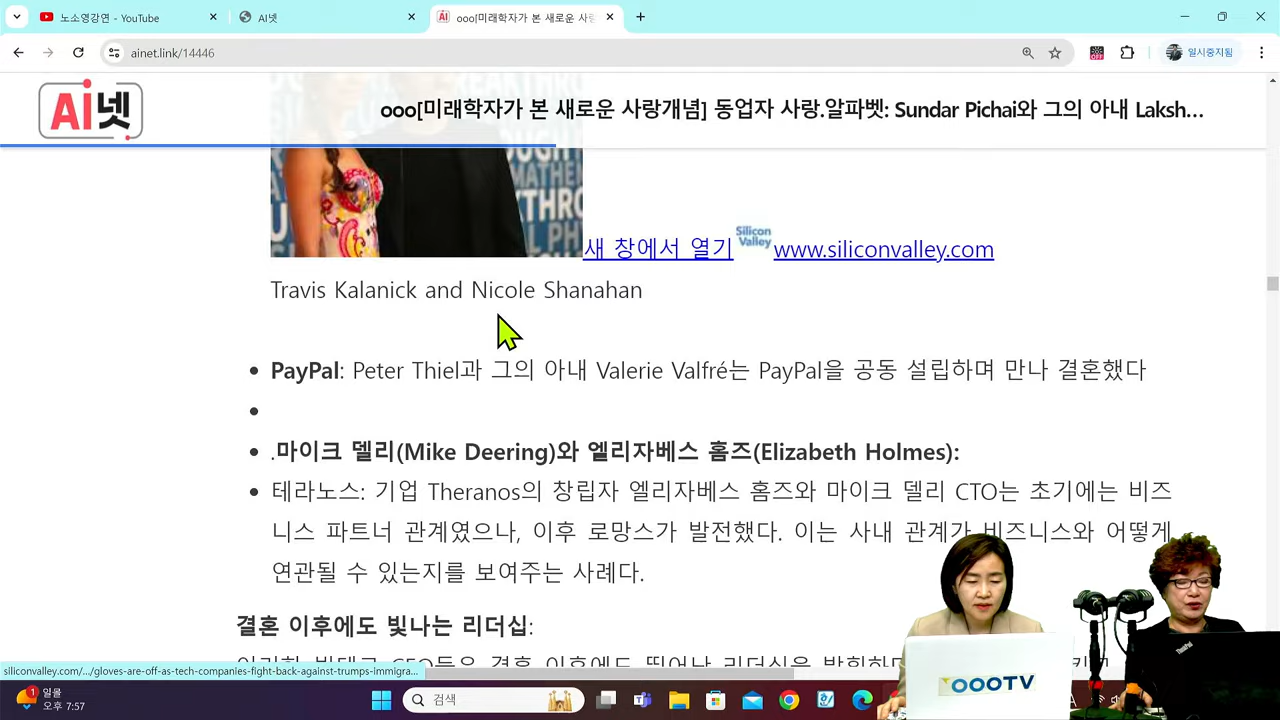 노소영강연 - YouTube
AI넷
ooo[미래학자가 본 새로운 사랑
ainet.link/14446
일시중지됨
Ai넷
ooo[미래학자가 본 새로운 사랑개념] 동업자 사랑.알파벳: Sundar Pichai와 그의 아내 Laksh...
새 창에서 열기
Silicon Valley
www.siliconvalley.com
Travis Kalanick and Nicole Shanahan
PayPal: Peter Thiel과 그의 아내 Valerie Valfré는 PayPal을 공동 설립하며 만나 결혼했다
.마이크 델리(Mike Deering)와 엘리자베스 홈즈(Elizabeth Holmes):
테라노스: 기업 Theranos의 창립자 엘리자베스 홈즈와 마이크 델리 CTO는 초기에는 비즈
니스 파트너 관계였으나, 이후 로망스가 발전했다. 이는 사내 관계가 비즈니스와 어떻게
연관될 수 있는지를 보여주는 사례다.
결혼 이후에도 빛나는 리더십:
siliconvalley.com/.../gloves-are-off-as-tech-companies-fight-back-against-trumps-immigra...
OOOTV
ThinkPad
1
일몰
오후 7:57
검색